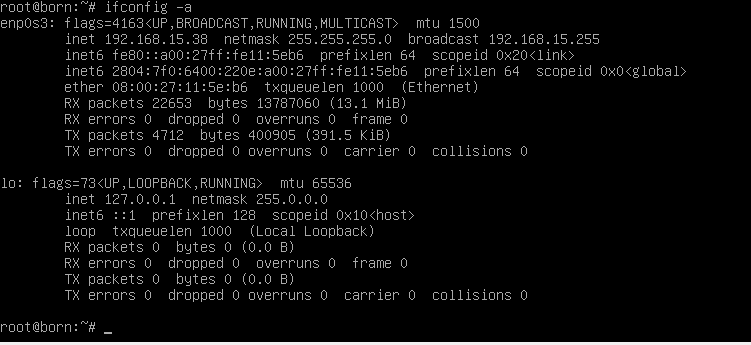 root@born:~# ifconfig -a
enp0s3: flags=4163<UP,BROADCAST,RUNNING,MULTICAST>  mtu 1500
        inet 192.168.15.38  netmask 255.255.255.0  broadcast 192.168.15.255
        inet6 fe80::a00:27ff:fe11:5eb6  prefixlen 64  scopeid 0x20<link>
        inet6 2804:7f0:6400:220e:a00:27ff:fe11:5eb6  prefixlen 64  scopeid 0x0<global>
        ether 08:00:27:11:5e:b6  txqueuelen 1000  (Ethernet)
        RX packets 22653  bytes 13787060 (13.1 MiB)
        RX errors 0  dropped 0  overruns 0  frame 0
        TX packets 4712  bytes 400905 (391.5 KiB)
        TX errors 0  dropped 0 overruns 0  carrier 0  collisions 0

lo: flags=73<UP,LOOPBACK,RUNNING>  mtu 65536
        inet 127.0.0.1  netmask 255.0.0.0
        inet6 ::1  prefixlen 128  scopeid 0x10<host>
        loop  txqueuelen 1000  (Local Loopback)
        RX packets 0  bytes 0 (0.0 B)
        RX errors 0  dropped 0  overruns 0  frame 0
        TX packets 0  bytes 0 (0.0 B)
        TX errors 0  dropped 0 overruns 0  carrier 0  collisions 0

root@born:~# _